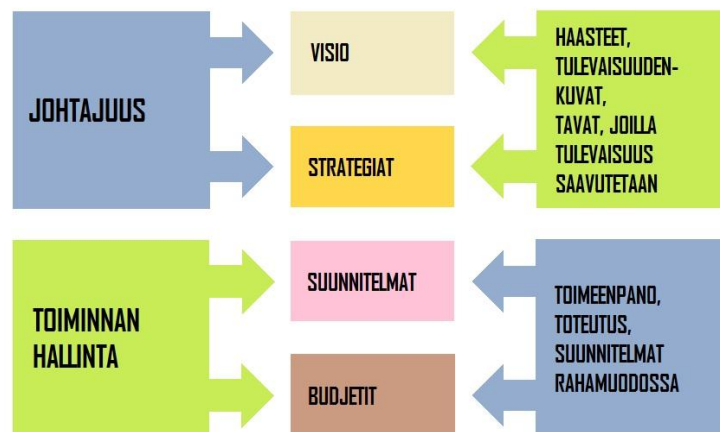 JOHTAJUUS
VISIO
STRATEGIAT
HAASTEET,
TULEVAISUUDEN-
KUVAT,
TAVAT, JOILLA
TULEVAISUUS
SAAVUTETAAN
TOIMINNAN
HALLINTA
SUUNNITELMAT
BUDJETIT
TOIMEENPANO,
TOTEUTUS,
SUUNNITELMAT
RAHAMUODOSSA